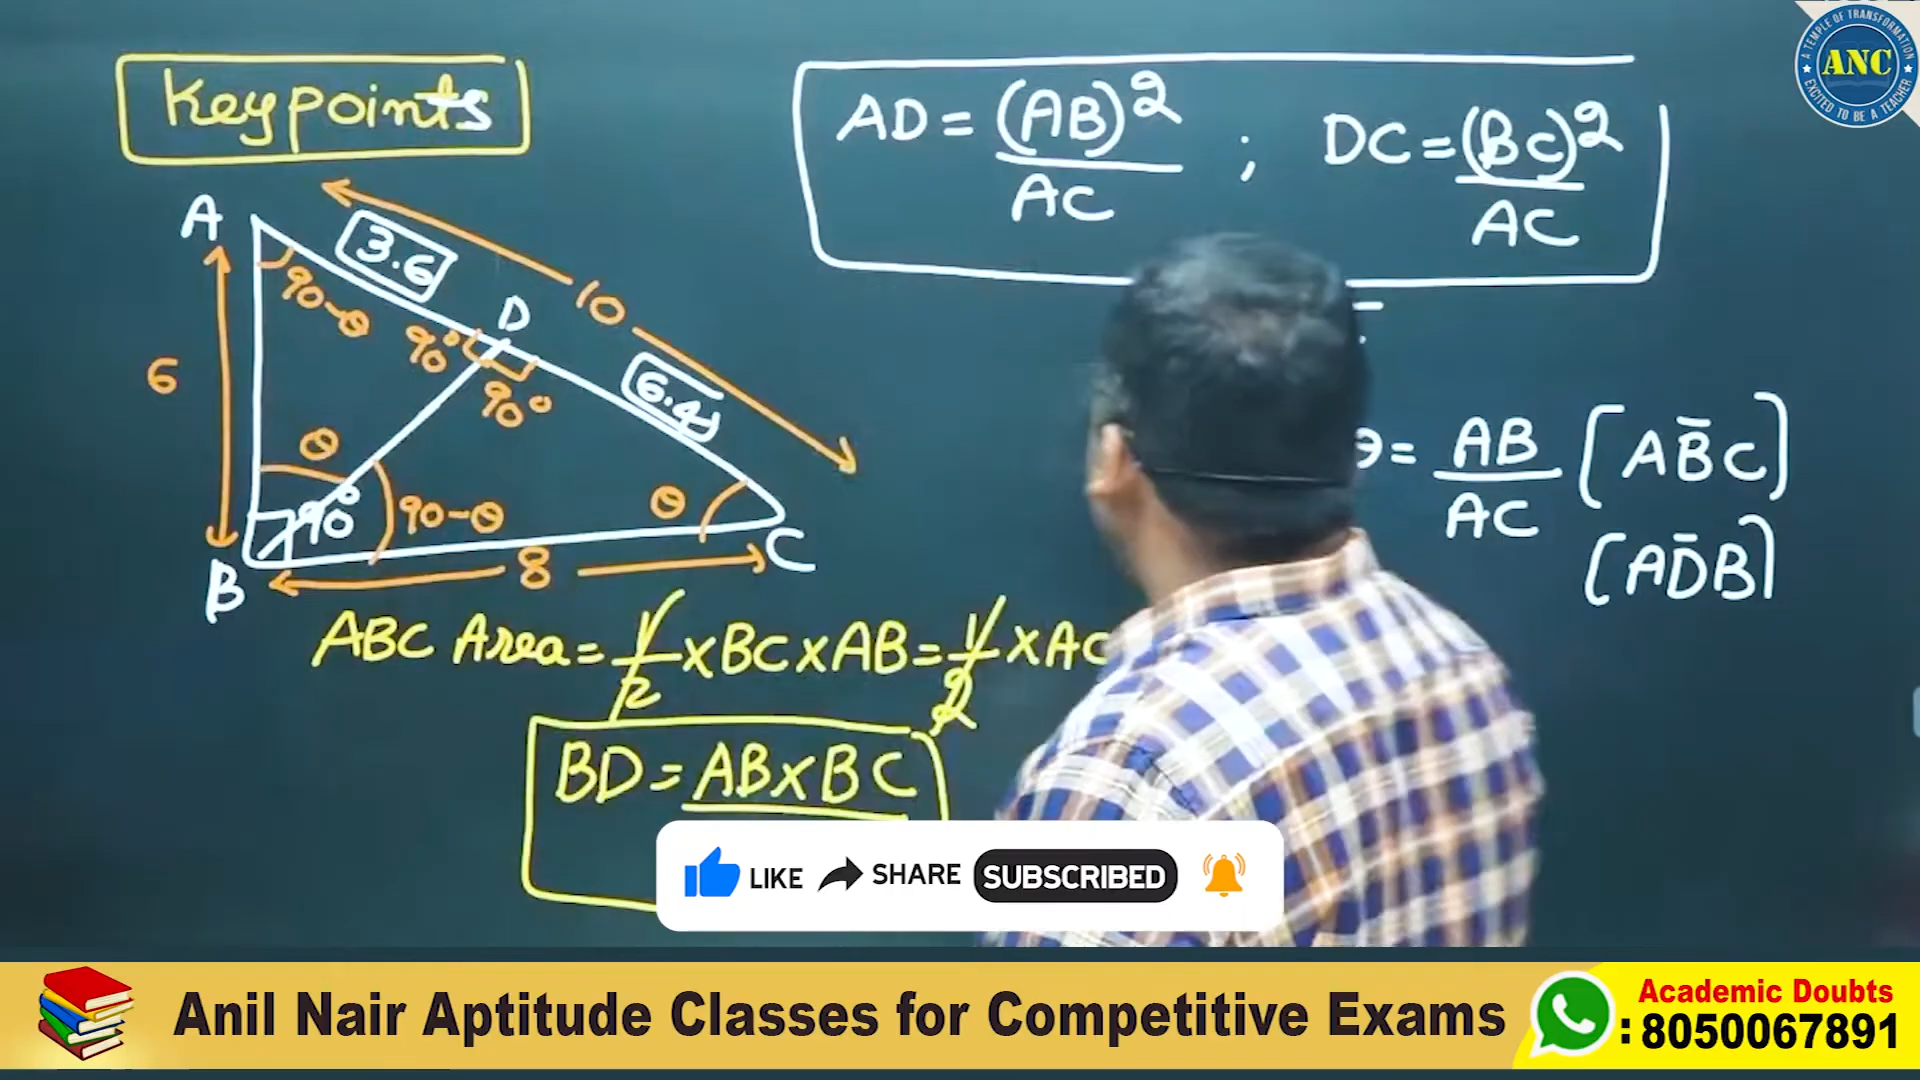 Keypoints
AD = (AB)2 / AC ; DC = (BC)2 / AC
A TEMPLE OF TRANSFORMATION
ANC
EXCITED TO BE A TEACHER
A
3.6
10
90-θ
D
90°
90°
6
6.4
θ
90°
90-θ
θ
B
8
C
θ = AB / AC [AB̄C]
[AD̄B]
ABC Area = 1/2 × BC × AB = 1/2 × AC
BD = AB × BC
LIKE SHARE SUBSCRIBED
Anil Nair Aptitude Classes for Competitive Exams
Academic Doubts
: 8050067891